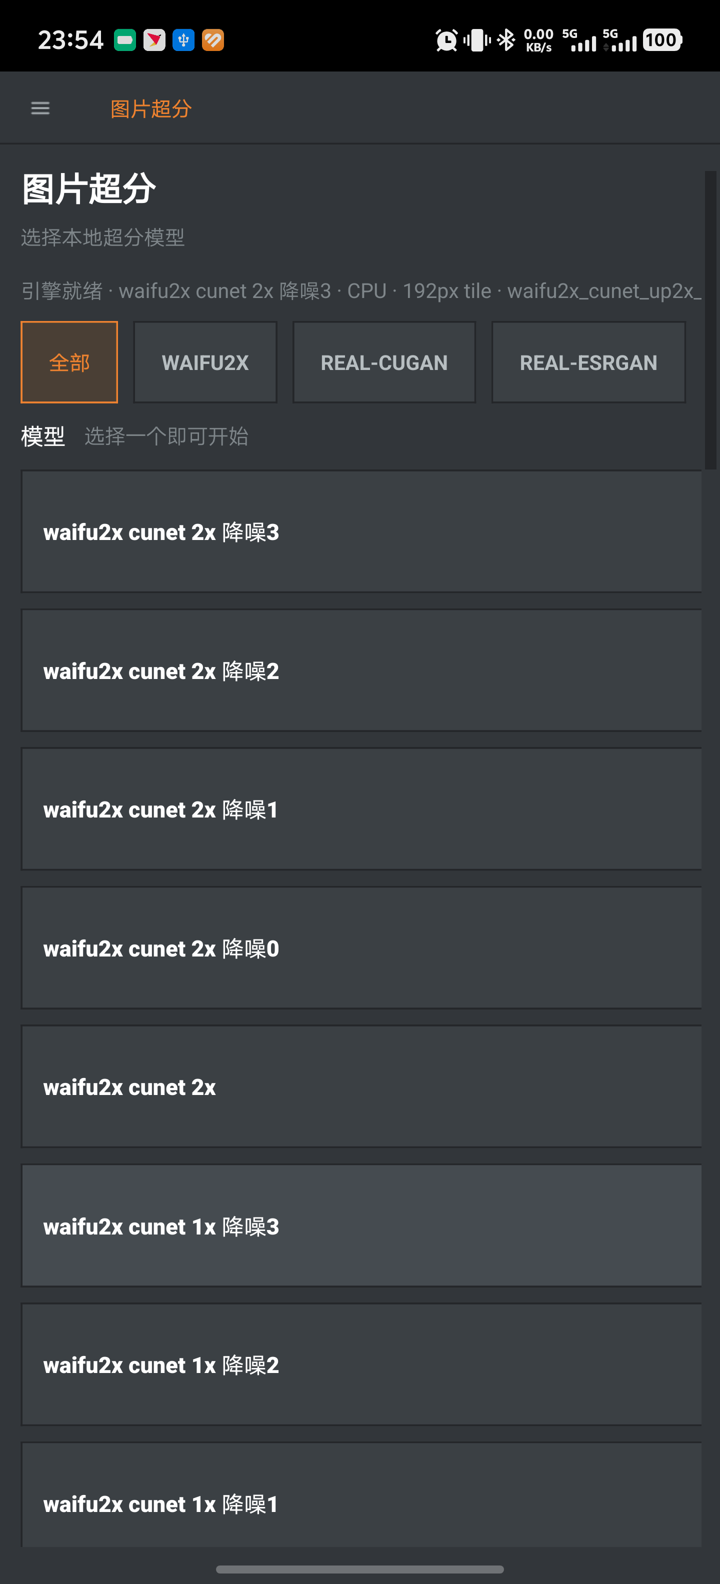 23:54
0.00 KB/s 5G 5G 100
图片超分
图片超分
选择本地超分模型
引擎就绪 · waifu2x cunet 2x 降噪3 · CPU · 192px tile · waifu2x_cunet_up2x_
全部 WAIFU2X REAL-CUGAN REAL-ESRGAN
模型 选择一个即可开始
waifu2x cunet 2x 降噪3
waifu2x cunet 2x 降噪2
waifu2x cunet 2x 降噪1
waifu2x cunet 2x 降噪0
waifu2x cunet 2x
waifu2x cunet 1x 降噪3
waifu2x cunet 1x 降噪2
waifu2x cunet 1x 降噪1